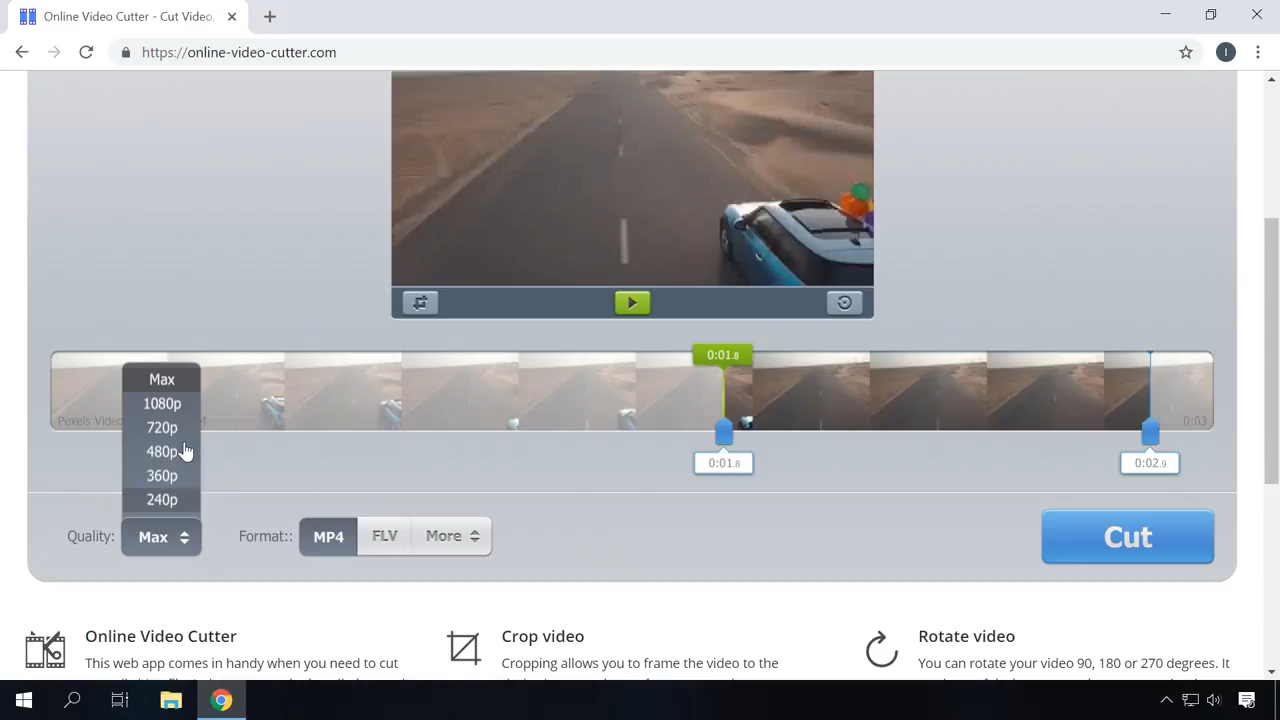 Online Video Cutter - Cut Video,
https://online-video-cutter.com
I
0:01.8
Pexels Video
4
0:03
0:01.8
0:02.9
Max
1080p
720p
480p
360p
240p
Quality:
Max
Format::
MP4
FLV
More
Cut
Online Video Cutter
This web app comes in handy when you need to cut
Crop video
Cropping allows you to frame the video to the
Rotate video
You can rotate your video 90, 180 or 270 degrees. It